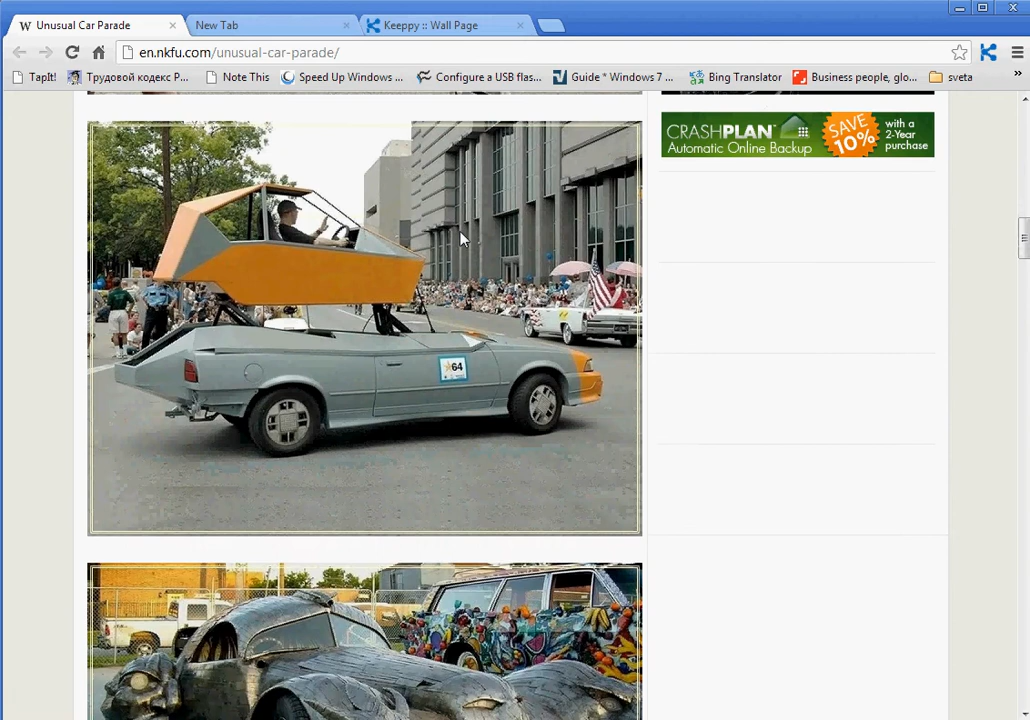 Unusual Car Parade
New Tab
Keeppy :: Wall Page
en.nkfu.com/unusual-car-parade/
TapIt!
Трудовой кодекс Р...
Note This
Speed Up Windows ...
Configure a USB flas...
Guide * Windows 7 ...
Bing Translator
Business people, glo...
sveta
»
CRASHPLAN™
Automatic Online Backup
SAVE
10%
with a
2-Year
purchase
64